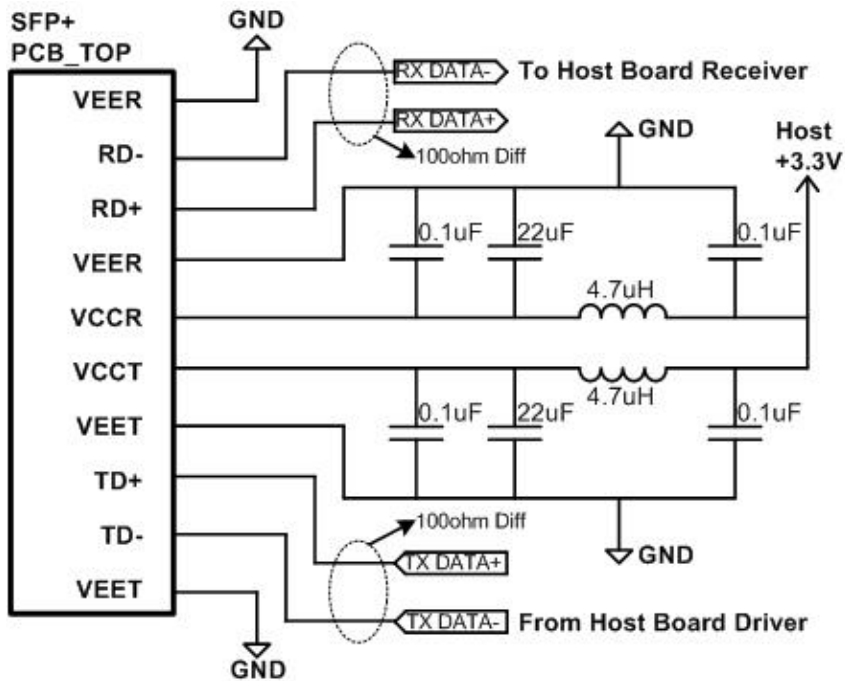 SFP+
PCB_TOP
GND
VEER
RD-
RD+
VEER
VCCR
VCCT
VEET
TD+
TD-
VEET
GND
RX DATA-
To Host Board Receiver
RX DATA+
100ohm Diff
GND
Host
+3.3V
0.1uF
22uF
0.1uF
4.7uH
4.7uH
0.1uF
22uF
0.1uF
100ohm Diff
GND
TX DATA+
TX DATA-
From Host Board Driver